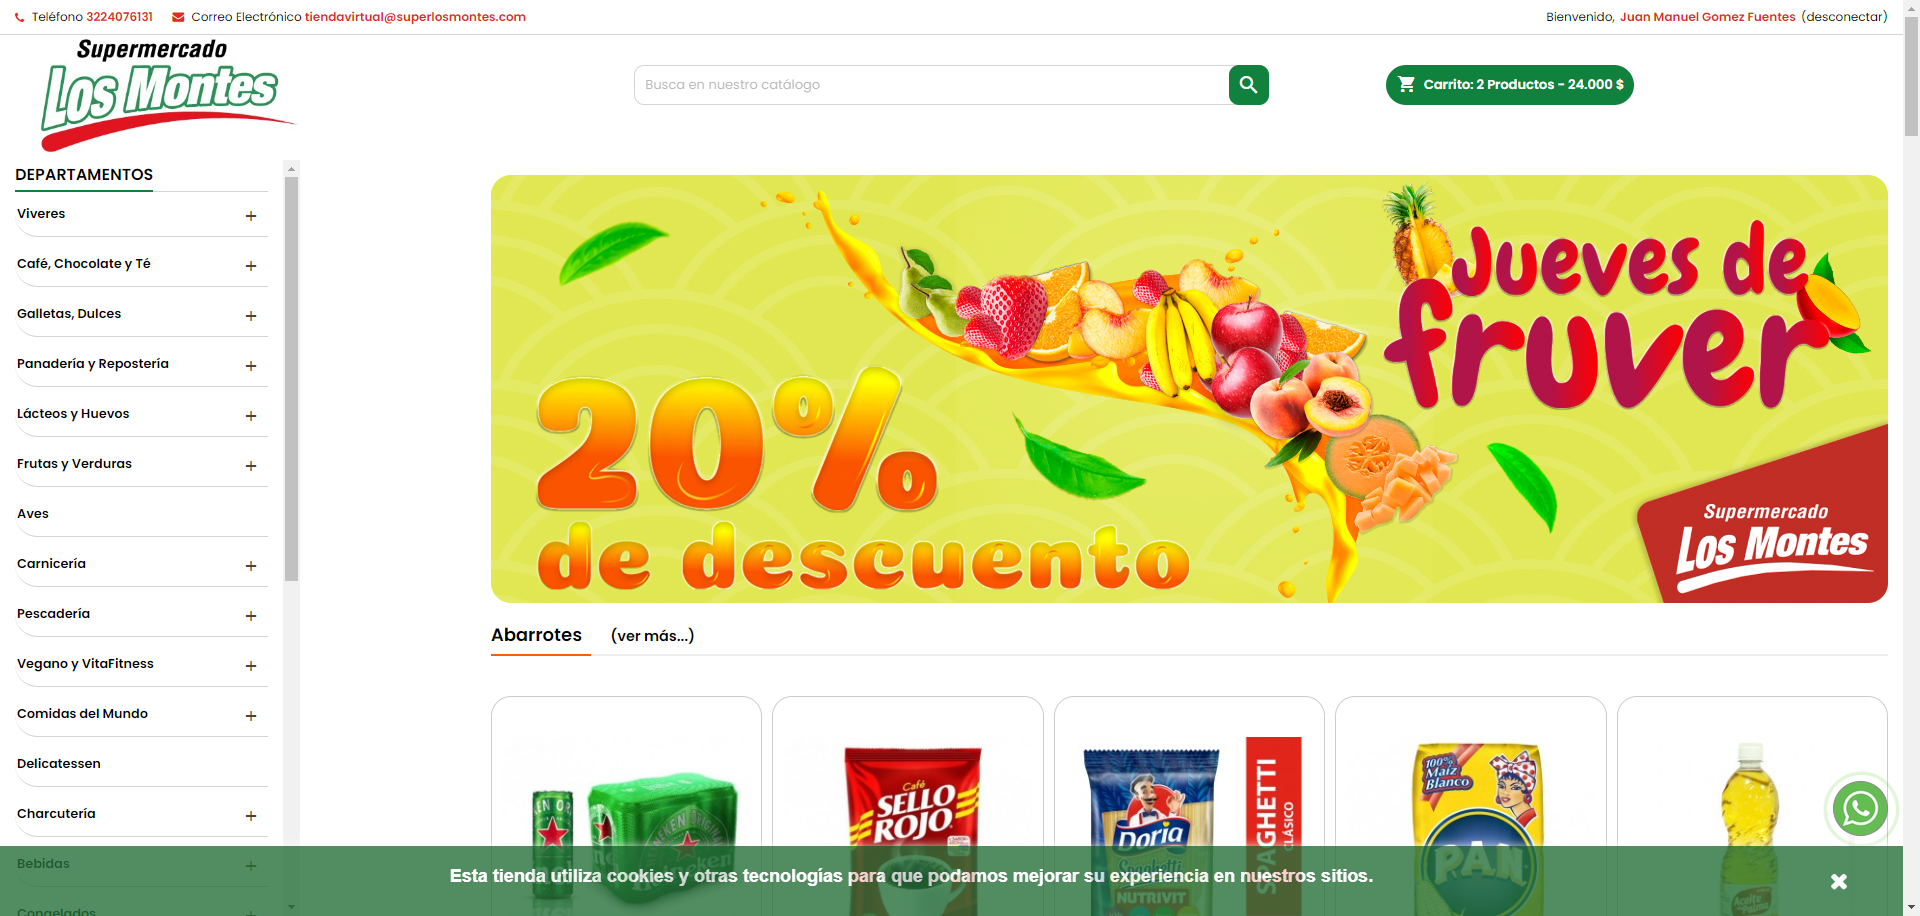 Teléfono 3224076131
Correo Electrónico tiendavirtual@superlosmontes.com
Bienvenido, Juan Manuel Gomez Fuentes (desconectar)
Supermercado
Los Montes
Busca en nuestro catálogo
Carrito: 2 Productos - 24.000 $
DEPARTAMENTOS
Viveres
Café, Chocolate y Té
Galletas, Dulces
Panadería y Repostería
Lácteos y Huevos
Frutas y Verduras
Aves
Carnicería
Pescadería
Vegano y VitaFitness
Comidas del Mundo
Delicatessen
Charcutería
Bebidas
Congelados
Jueves de
fruver
20%
de descuento
Supermercado
Los Montes
Abarrotes (ver más...)
Heineken
Café
SELLO
ROJO
Doria
Spaghetti
NUTRIVIT
SPAGHETTI
CLÁSICO
100%
Maíz
Blanco
PAN
Esta tienda utiliza cookies y otras tecnologías para que podamos mejorar su experiencia en nuestros sitios.